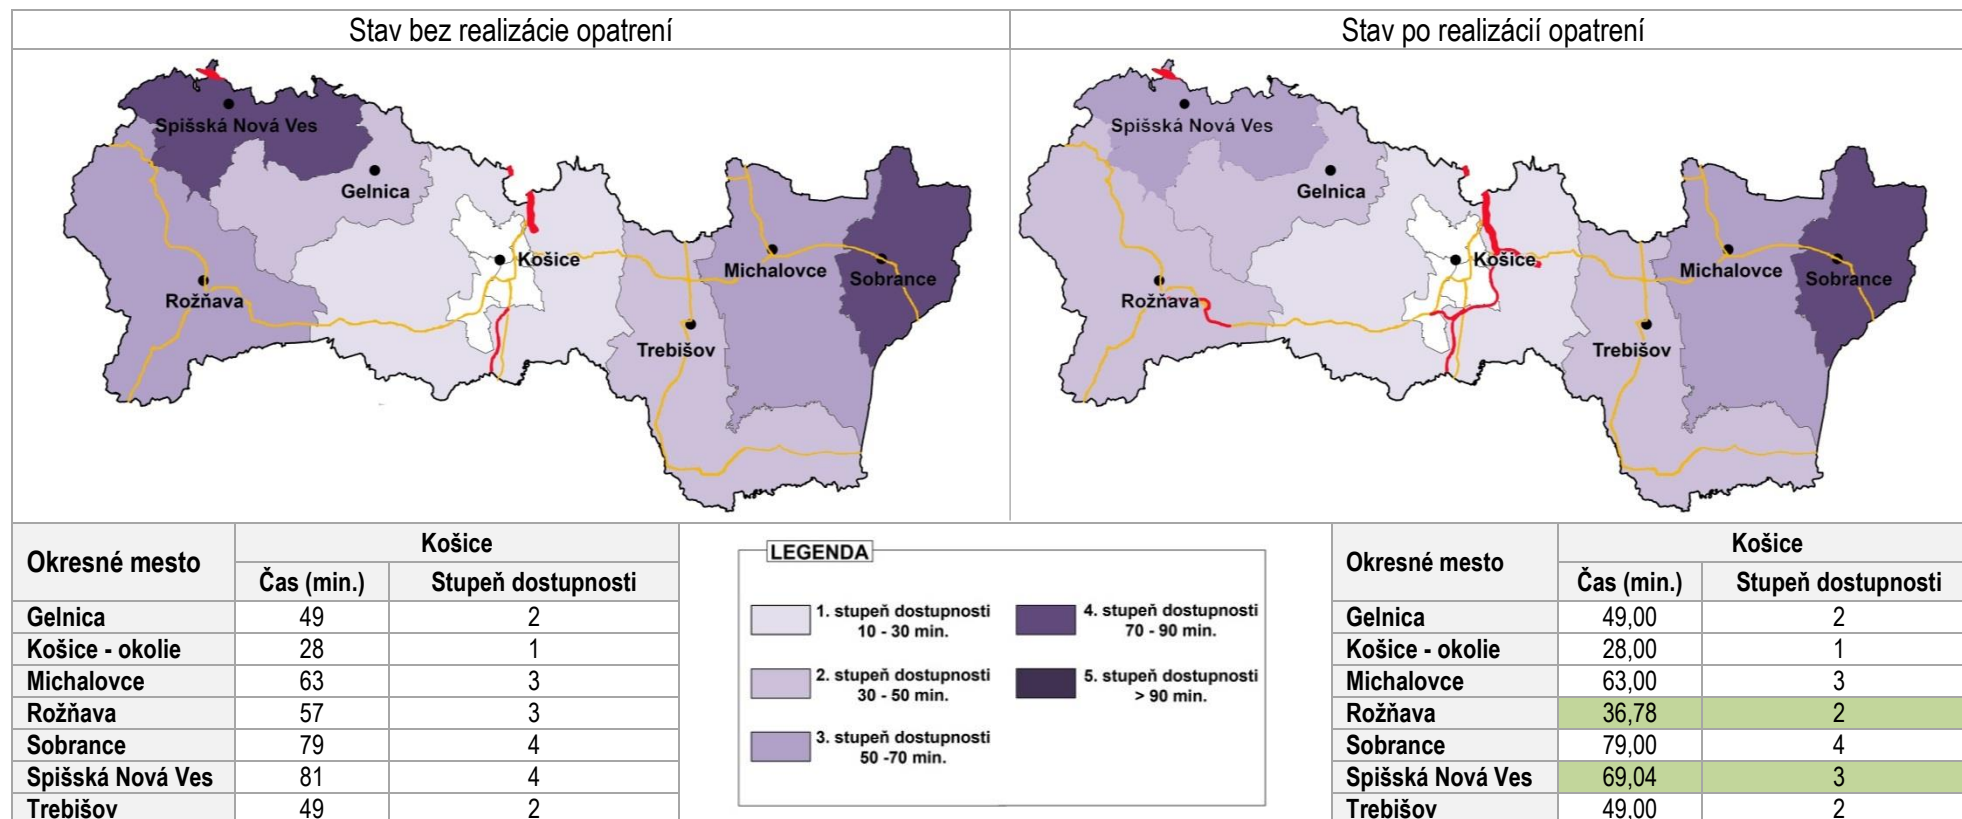 Stav bez realizácie opatrení
Stav po realizácií opatrení
Spišská Nová Ves
Gelnica
Košice
Rožňava
Michalovce
Sobrance
Trebišov
Spišská Nová Ves
Gelnica
Košice
Rožňava
Michalovce
Sobrance
Trebišov
Okresné mesto Košice
Čas (min.) Stupeň dostupnosti
Gelnica 49 2
Košice - okolie 28 1
Michalovce 63 3
Rožňava 57 3
Sobrance 79 4
Spišská Nová Ves 81 4
Trebišov 49 2
LEGENDA
1. stupeň dostupnosti
10 - 30 min.
2. stupeň dostupnosti
30 - 50 min.
3. stupeň dostupnosti
50 -70 min.
4. stupeň dostupnosti
70 - 90 min.
5. stupeň dostupnosti
> 90 min.
Okresné mesto Košice
Čas (min.) Stupeň dostupnosti
Gelnica 49,00 2
Košice - okolie 28,00 1
Michalovce 63,00 3
Rožňava 36,78 2
Sobrance 79,00 4
Spišská Nová Ves 69,04 3
Trebišov 49,00 2